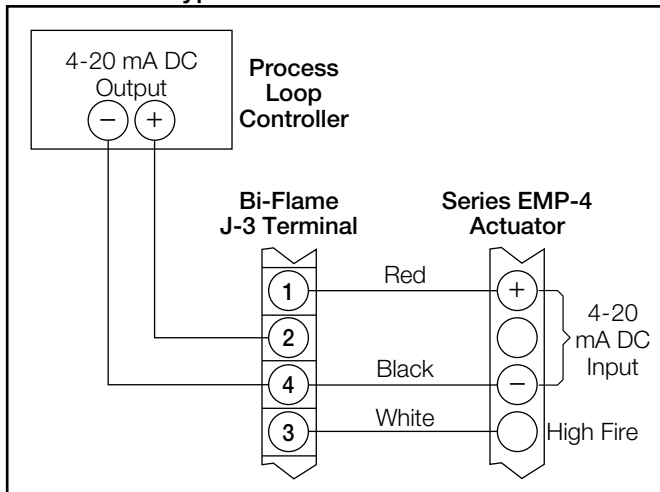 4-20 mA DC
Output
− +
Process
Loop
Controller
Bi-Flame
J-3 Terminal
Series EMP-4
Actuator
1
Red
+
2
4
Black
−
3
White
High Fire
4-20
mA DC
Input